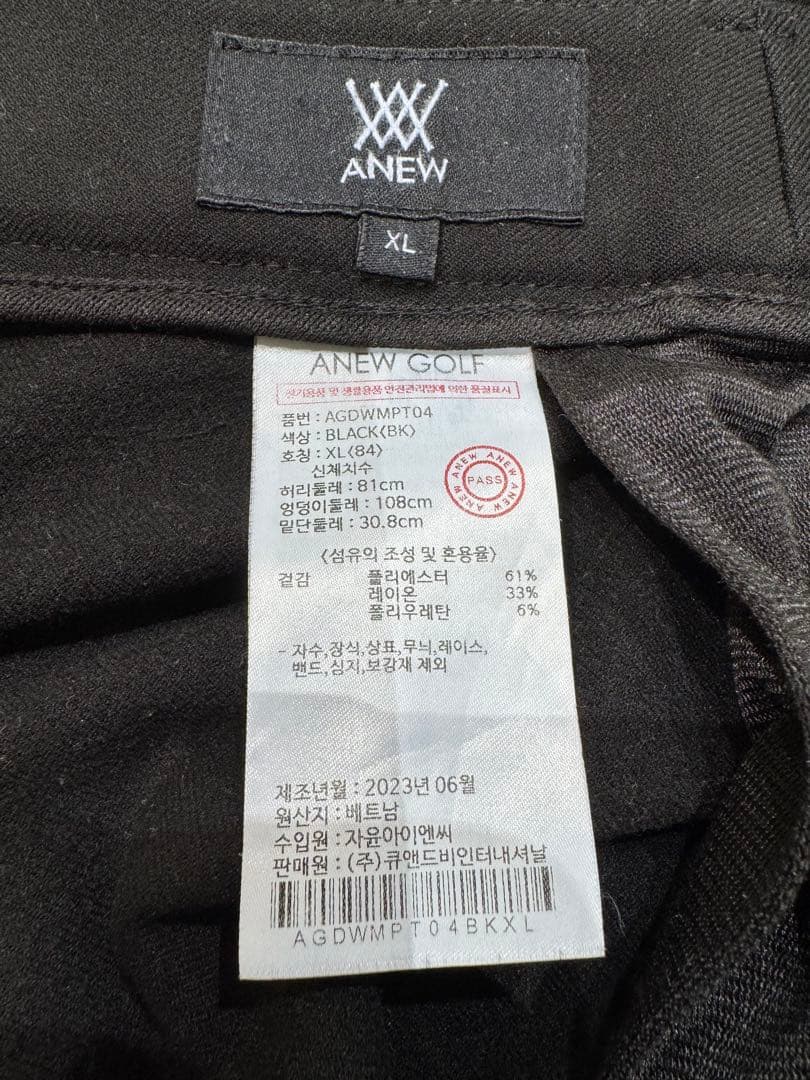 ANEW
XL
ANEW GOLF
전기용품 및 생활용품 안전관리법에 의한 품질표시
품번 : AGDWMPT04
색상 : BLACK(BK)
호칭 : XL(84)
신체치수
허리둘레 : 81cm
엉덩이둘레 : 108cm
밑단둘레 : 30.8cm
ANEW ANEW ANEW ANEW
PASS
〈섬유의 조성 및 혼용율〉
겉감 폴리에스터 61%
레이온 33%
폴리우레탄 6%
- 자수,장식,상표,무늬,레이스,
밴드,심지,보강재 제외
제조년월 : 2023년 06월
원산지 : 베트남
수입원 : 자윤아이엔씨
판매원 : (주)큐앤드비인터내셔날
AGDWMPT04BKXL